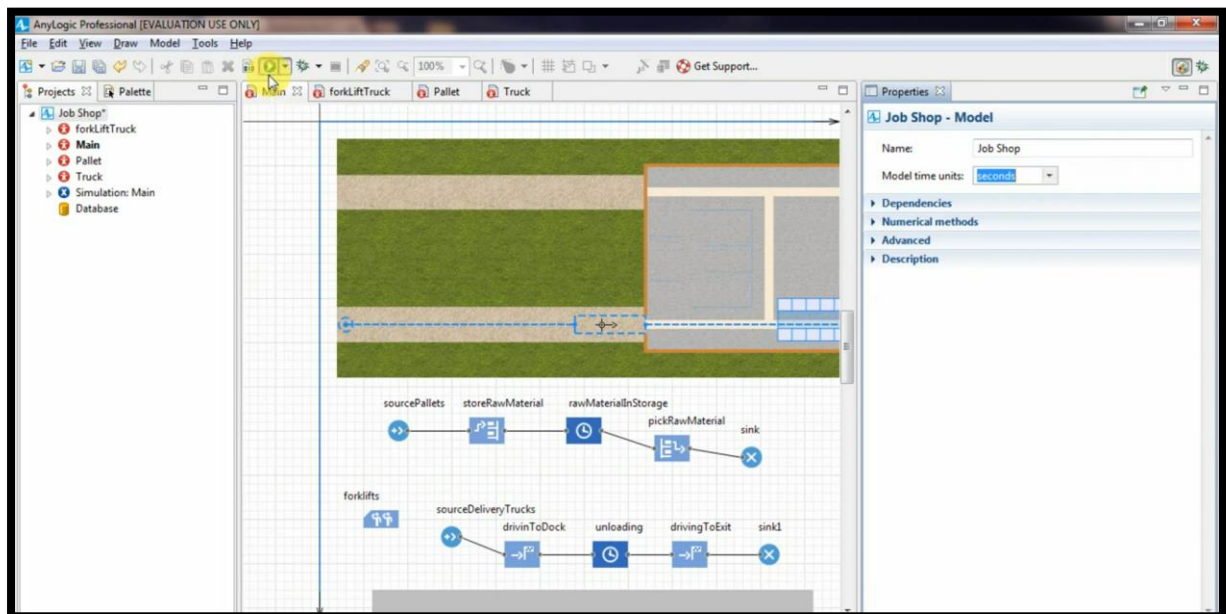 AnyLogic Professional [EVALUATION USE ONLY]
File Edit View Draw Model Tools Help
100% Get Support...
Projects Palette
Main forkLiftTruck Pallet Truck
Properties
Job Shop*
forkLiftTruck
Main
Pallet
Truck
Simulation: Main
Database
sourcePallets storeRawMaterial rawMaterialInStorage
pickRawMaterial
sink
forklifts
sourceDeliveryTrucks
drivinToDock unloading drivingToExit sink1
Job Shop - Model
Name: Job Shop
Model time units: seconds
Dependencies
Numerical methods
Advanced
Description